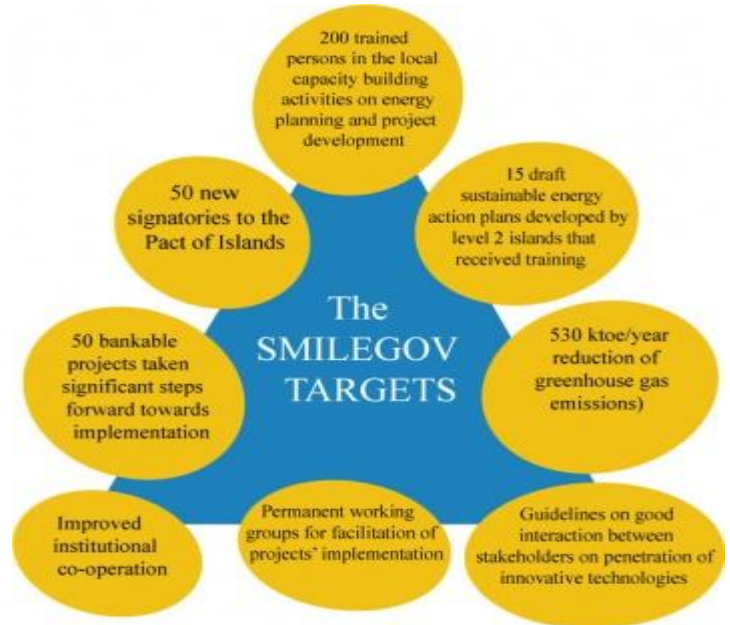 200 trained
persons in the local
capacity building
activities on energy
planning and project
development
50 new
signatories to the
Pact of Islands
15 draft
sustainable energy
action plans developed by
level 2 islands that
received training
The
SMILEGOV
TARGETS
50 bankable
projects taken
significant steps
forward towards
implementation
530 ktoe/year
reduction of
greenhouse gas
emissions)
Improved
institutional
co-operation
Permanent working
groups for facilitation of
projects' implementation
Guidelines on good
interaction between
stakeholders on penetration of
innovative technologies